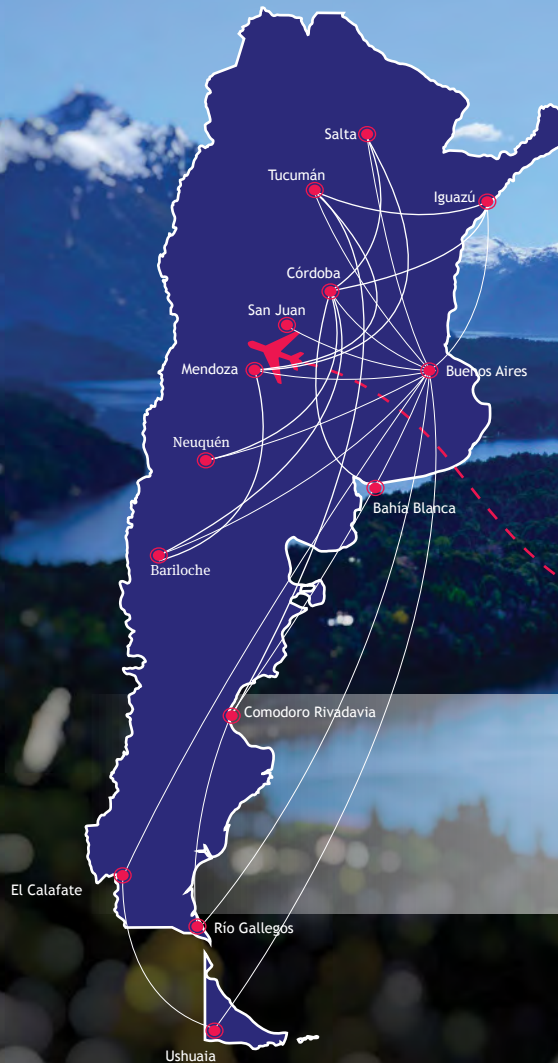 Salta
Tucumán
Iguazú
Córdoba
San Juan
Mendoza
Buenos Aires
Neuquén
Bahía Blanca
Bariloche
Comodoro Rivadavia
El Calafate
Río Gallegos
Ushuaia